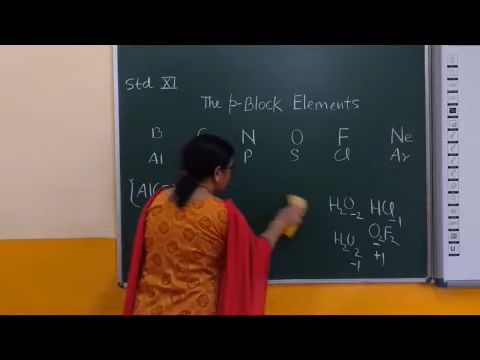 Std XI
The p-Block Elements
B N O F Ne
Al P S Cl Ar
H2O -2 HCl -1
H2O2 -1 O2F2 +1